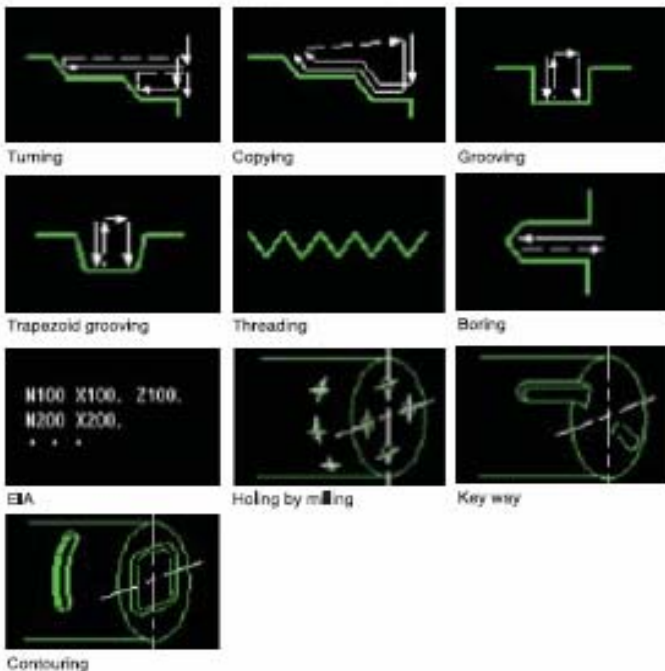 Turning
Copying
Grooving
Trapezoid grooving
Threading
Boring
N100 X100. Z100.
N200 X200.
• • •
EIA
Holing by milling
Key way
Contouring